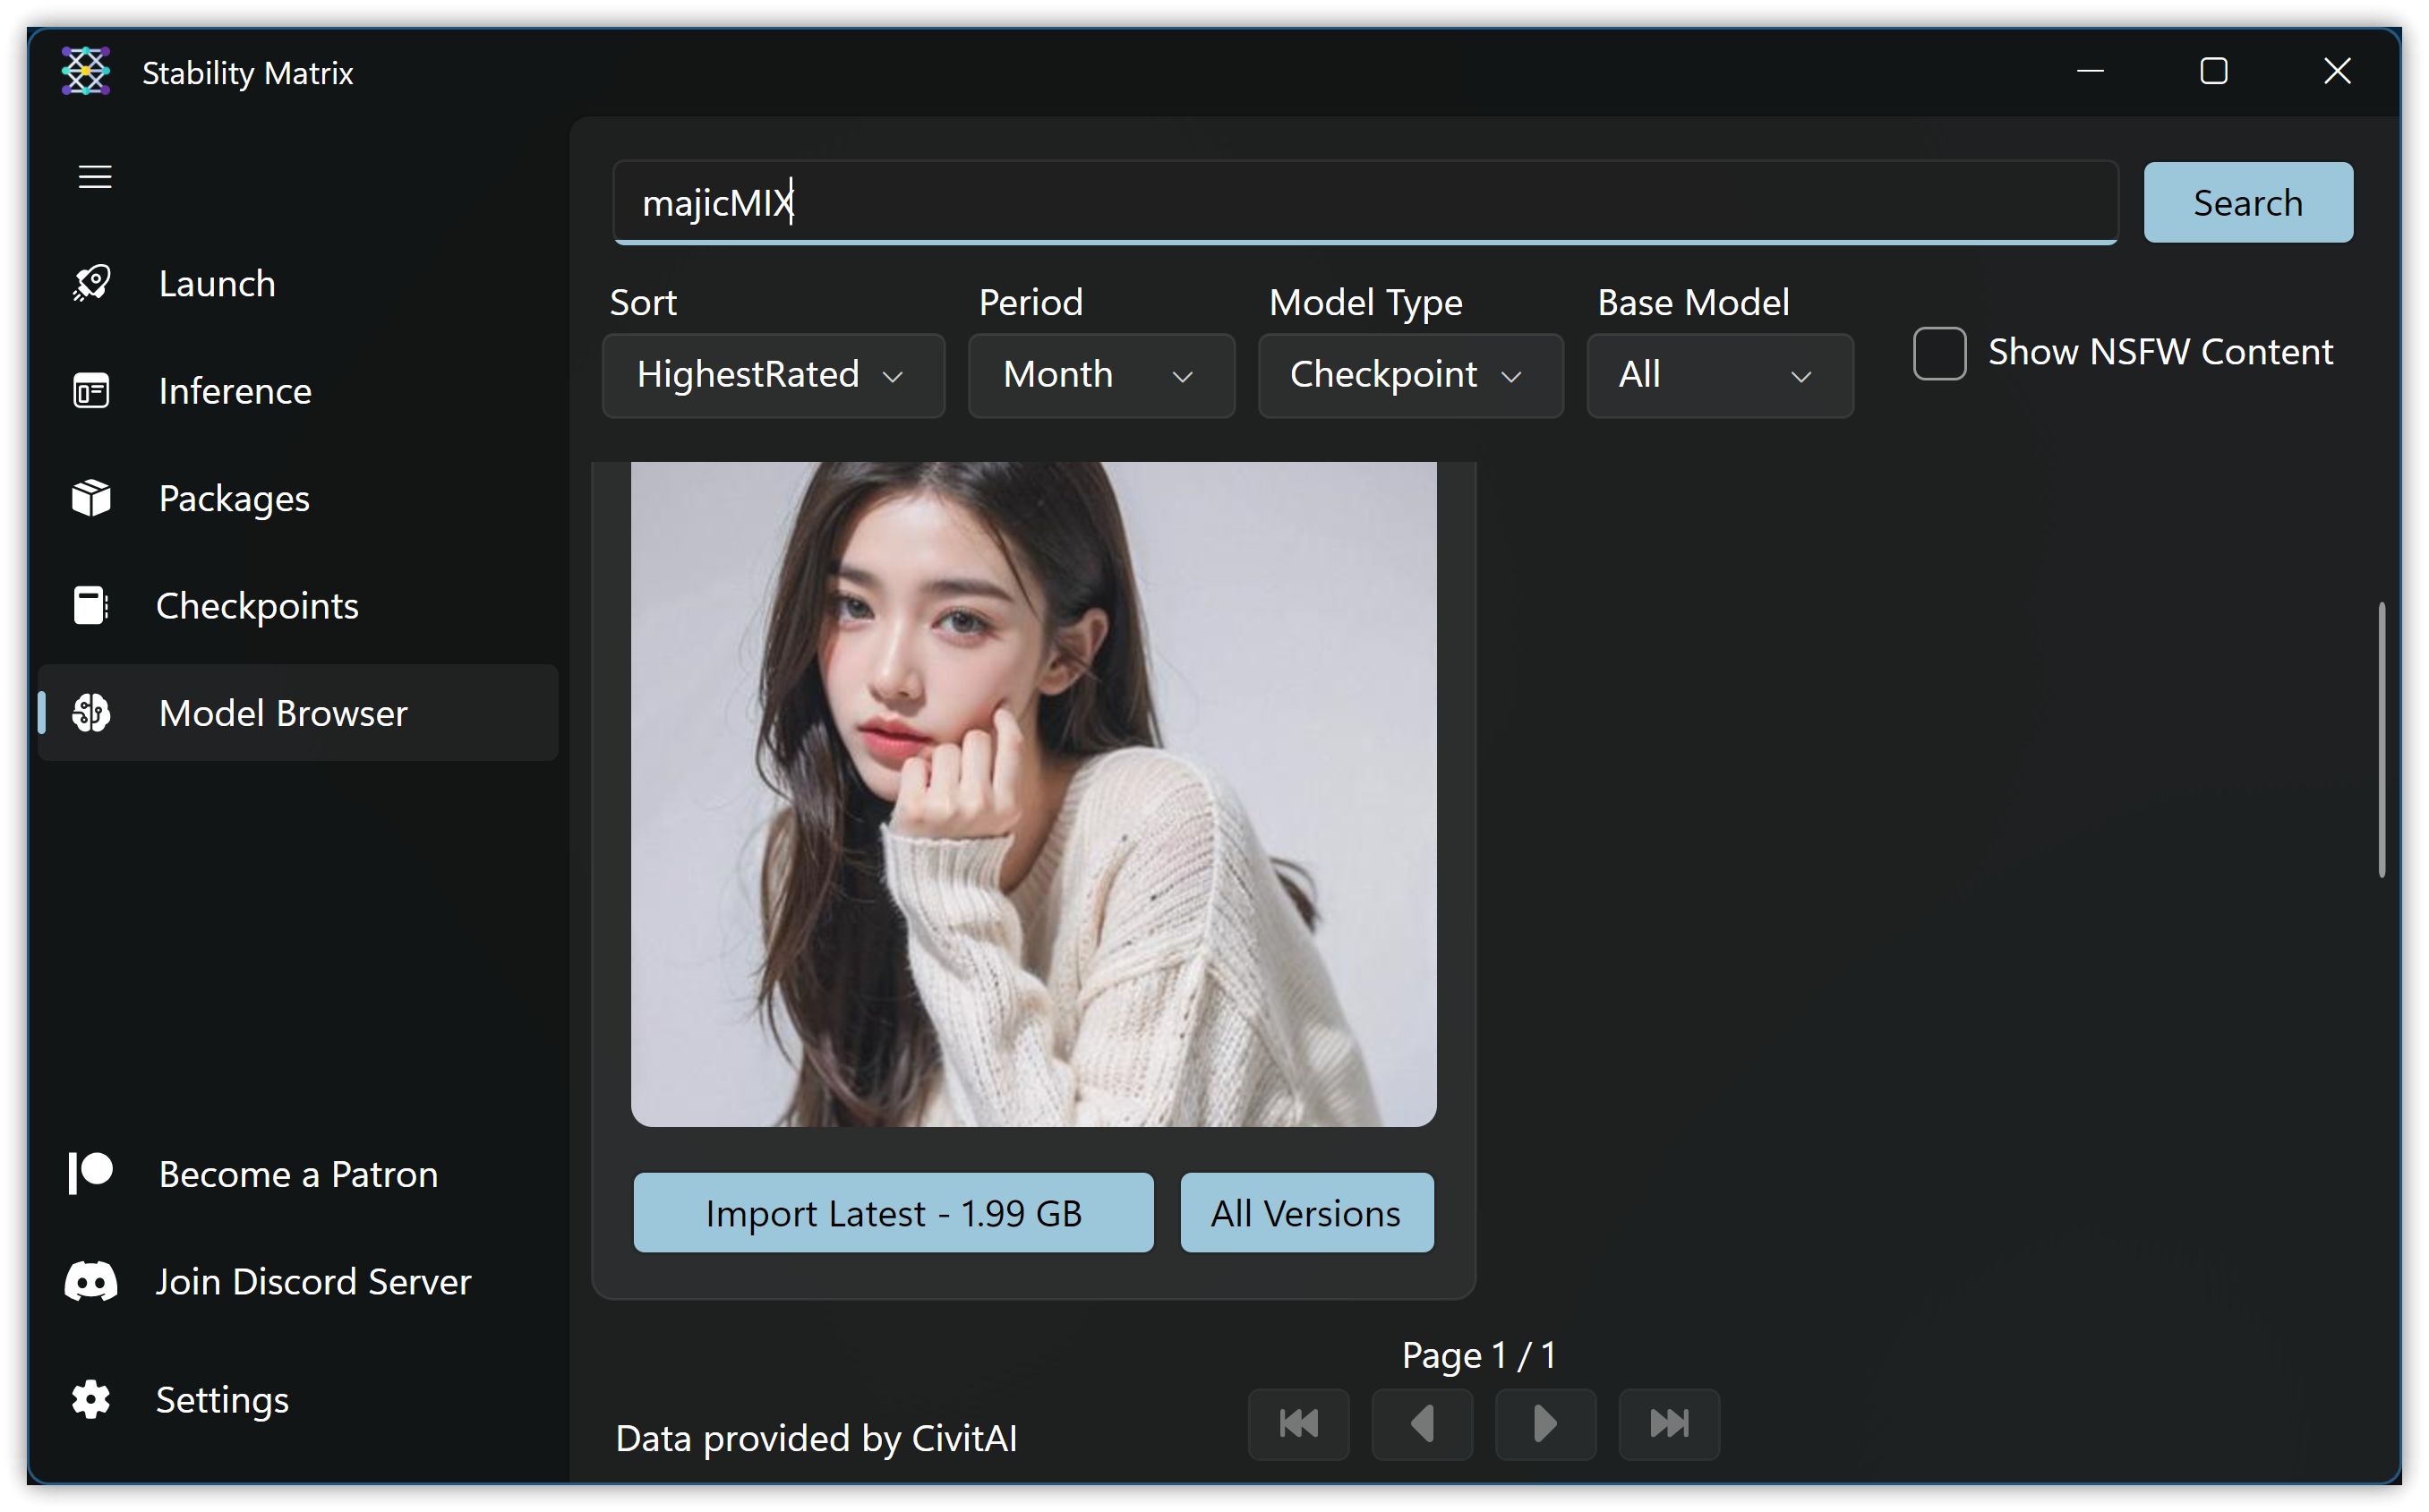 Stability Matrix
majicMIX
Search
Launch
Inference
Packages
Checkpoints
Model Browser
Sort
Period
Model Type
Base Model
HighestRated
Month
Checkpoint
All
Show NSFW Content
Import Latest - 1.99 GB
All Versions
Become a Patron
Join Discord Server
Settings
Page 1 / 1
Data provided by CivitAI